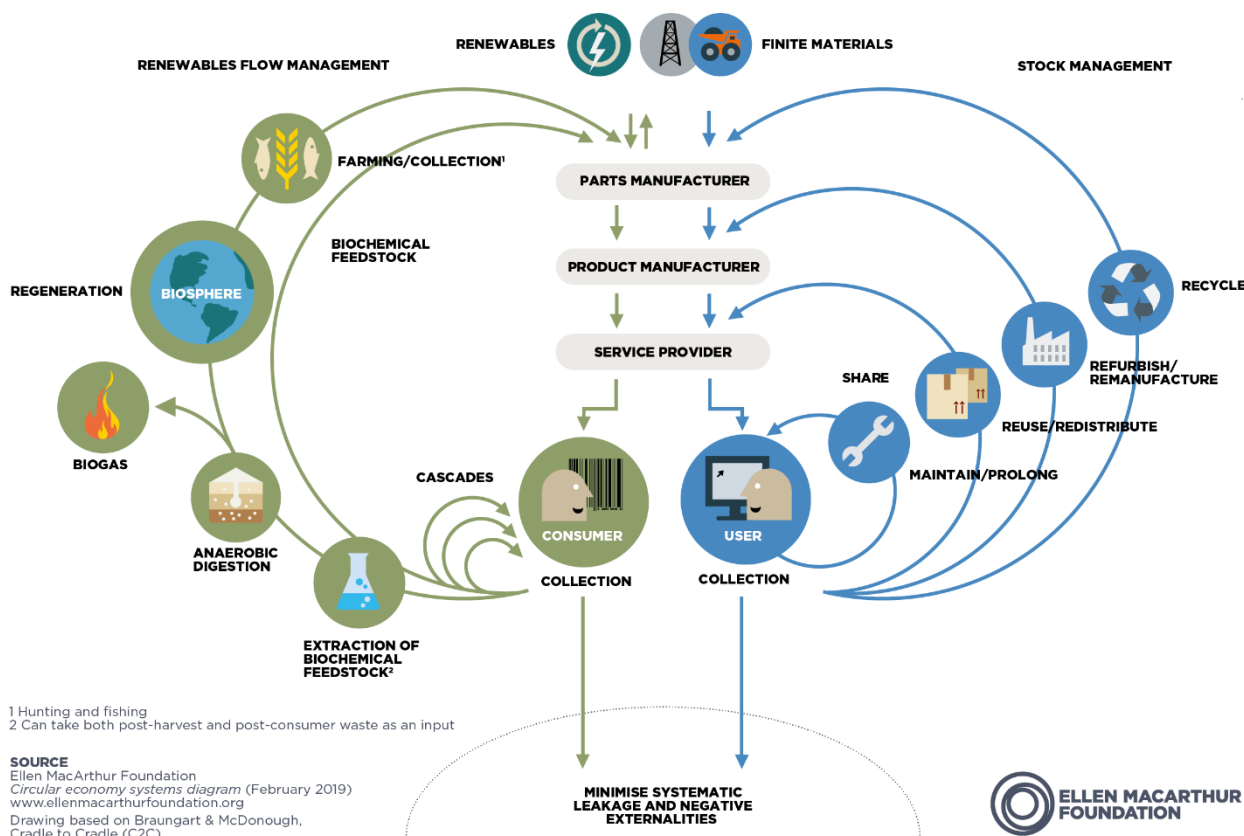 RENEWABLES
FINITE MATERIALS
RENEWABLES FLOW MANAGEMENT
STOCK MANAGEMENT
FARMING/COLLECTION¹
PARTS MANUFACTURER
BIOCHEMICAL
FEEDSTOCK
PRODUCT MANUFACTURER
REGENERATION
BIOSPHERE
RECYCLE
SERVICE PROVIDER
SHARE
REFURBISH/
REMANUFACTURE
REUSE/REDISTRIBUTE
BIOGAS
CASCADES
MAINTAIN/PROLONG
CONSUMER
USER
ANAEROBIC
DIGESTION
COLLECTION
COLLECTION
EXTRACTION OF
BIOCHEMICAL
FEEDSTOCK²
1 Hunting and fishing
2 Can take both post-harvest and post-consumer waste as an input
SOURCE
Ellen MacArthur Foundation
Circular economy systems diagram (February 2019)
www.ellenmacarthurfoundation.org
Drawing based on Braungart & McDonough,
Cradle to Cradle (C2C)
MINIMISE SYSTEMATIC
LEAKAGE AND NEGATIVE
EXTERNALITIES
ELLEN MACARTHUR
FOUNDATION